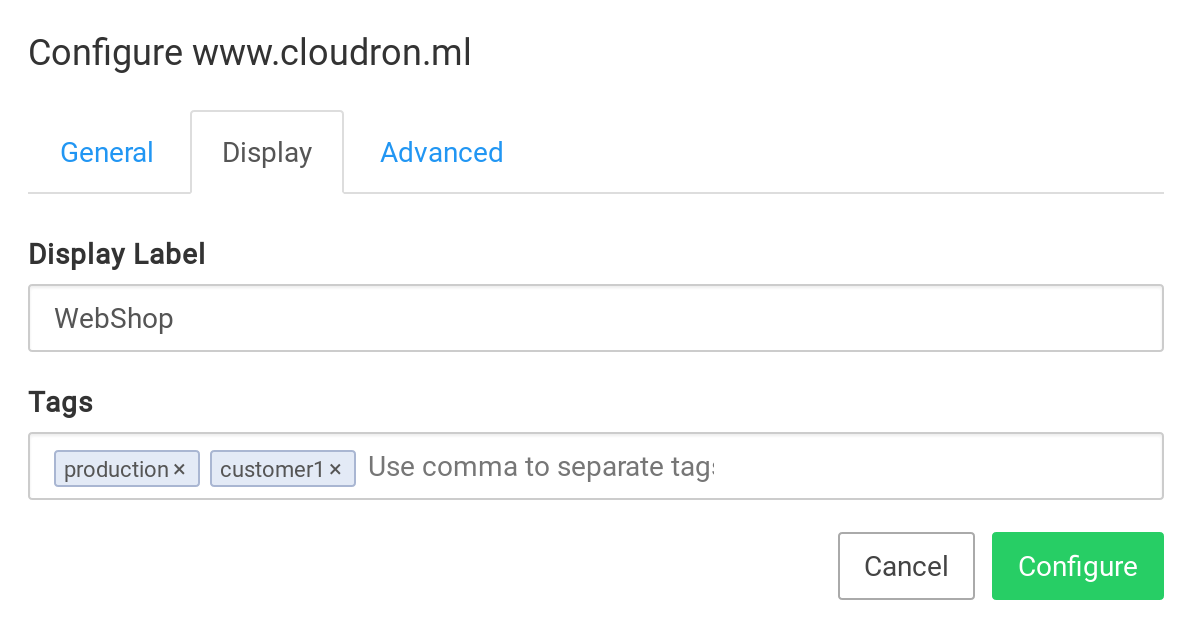 Configure www.cloudron.ml
General Display Advanced
Display Label
WebShop
Tags
production × customer1 × Use comma to separate tags
Cancel Configure